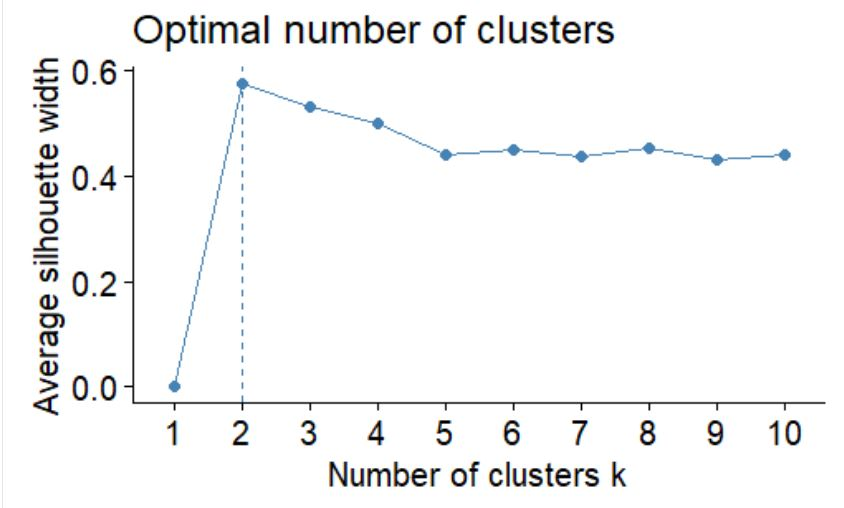 Optimal number of clusters
Average silhouette width
0.6
0.4
0.2
0.0
1 2 3 4 5 6 7 8 9 10
Number of clusters k